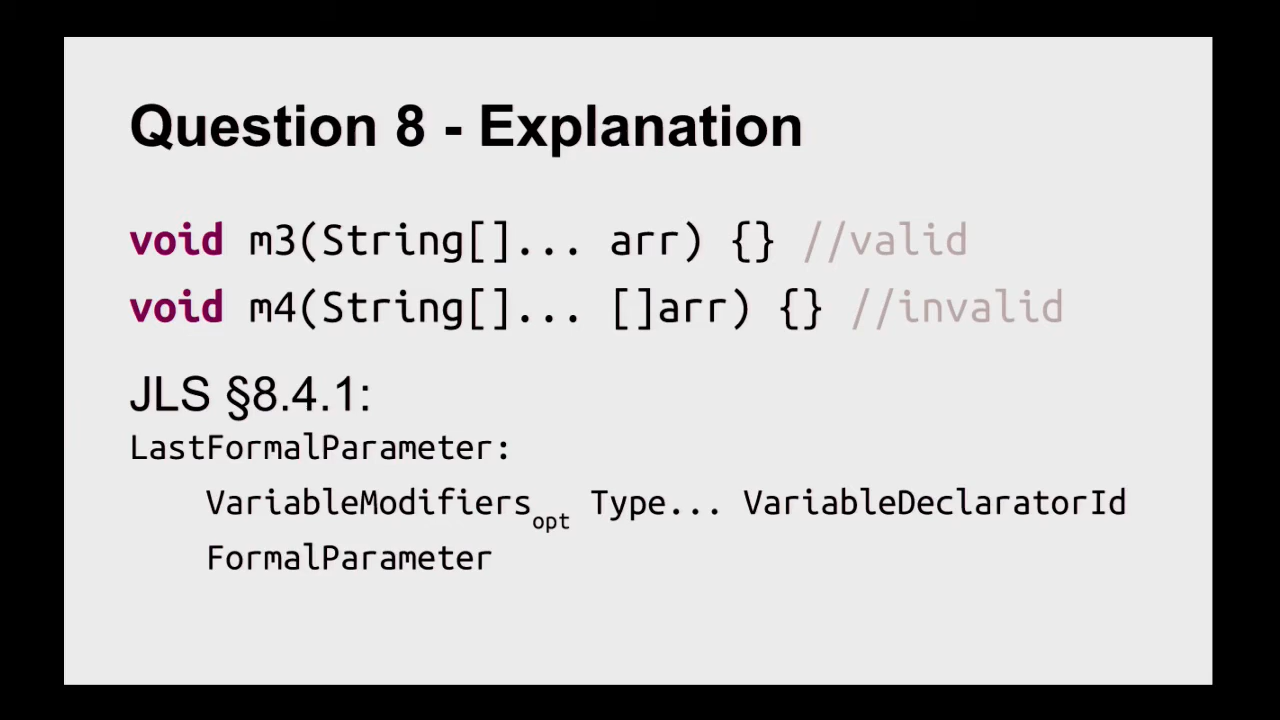 Question 8 - Explanation
void m3(String[]... arr) {} //valid
void m4(String[]... []arr) {} //invalid
JLS §8.4.1:
LastFormalParameter:
VariableModifiersopt Type... VariableDeclaratorId
FormalParameter